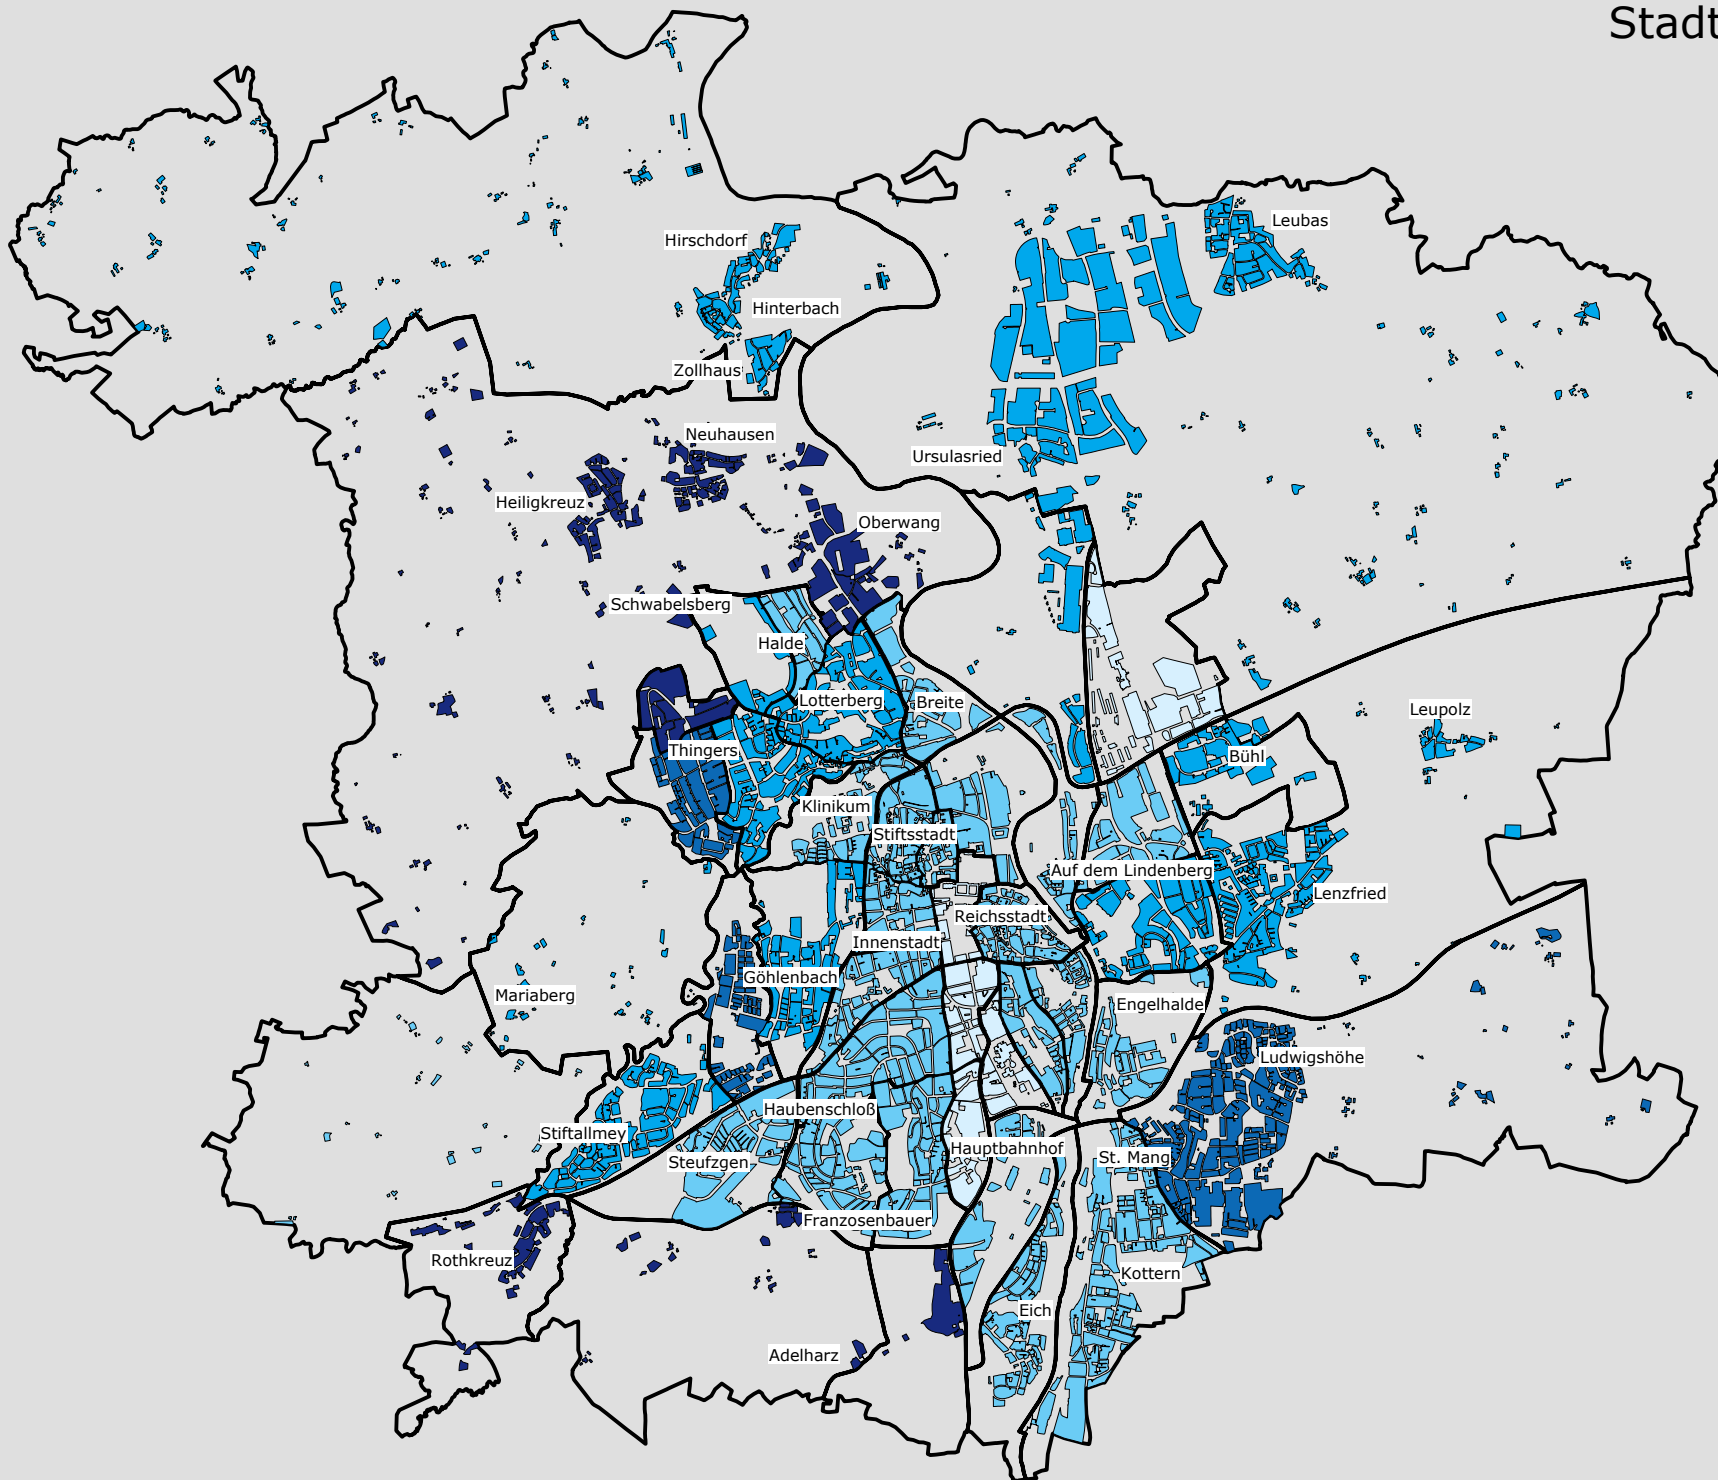 Stadt
Leubas
Hirschdorf
Hinterbach
Zollhaus
Neuhausen
Ursulasried
Heiligkreuz
Oberwang
Schwabelsberg
Halde
Lotterberg
Breite
Leupolz
Thingers
Bühl
Klinikum
Stiftsstadt
Auf dem Lindenberg
Lenzfried
Reichsstadt
Innenstadt
Göhlenbach
Mariaberg
Engelhalde
Ludwigshöhe
Haubenschloß
Stiftallmey
Hauptbahnhof
St. Mang
Steufzgen
Franzosenbauer
Rothkreuz
Kottern
Eich
Adelharz